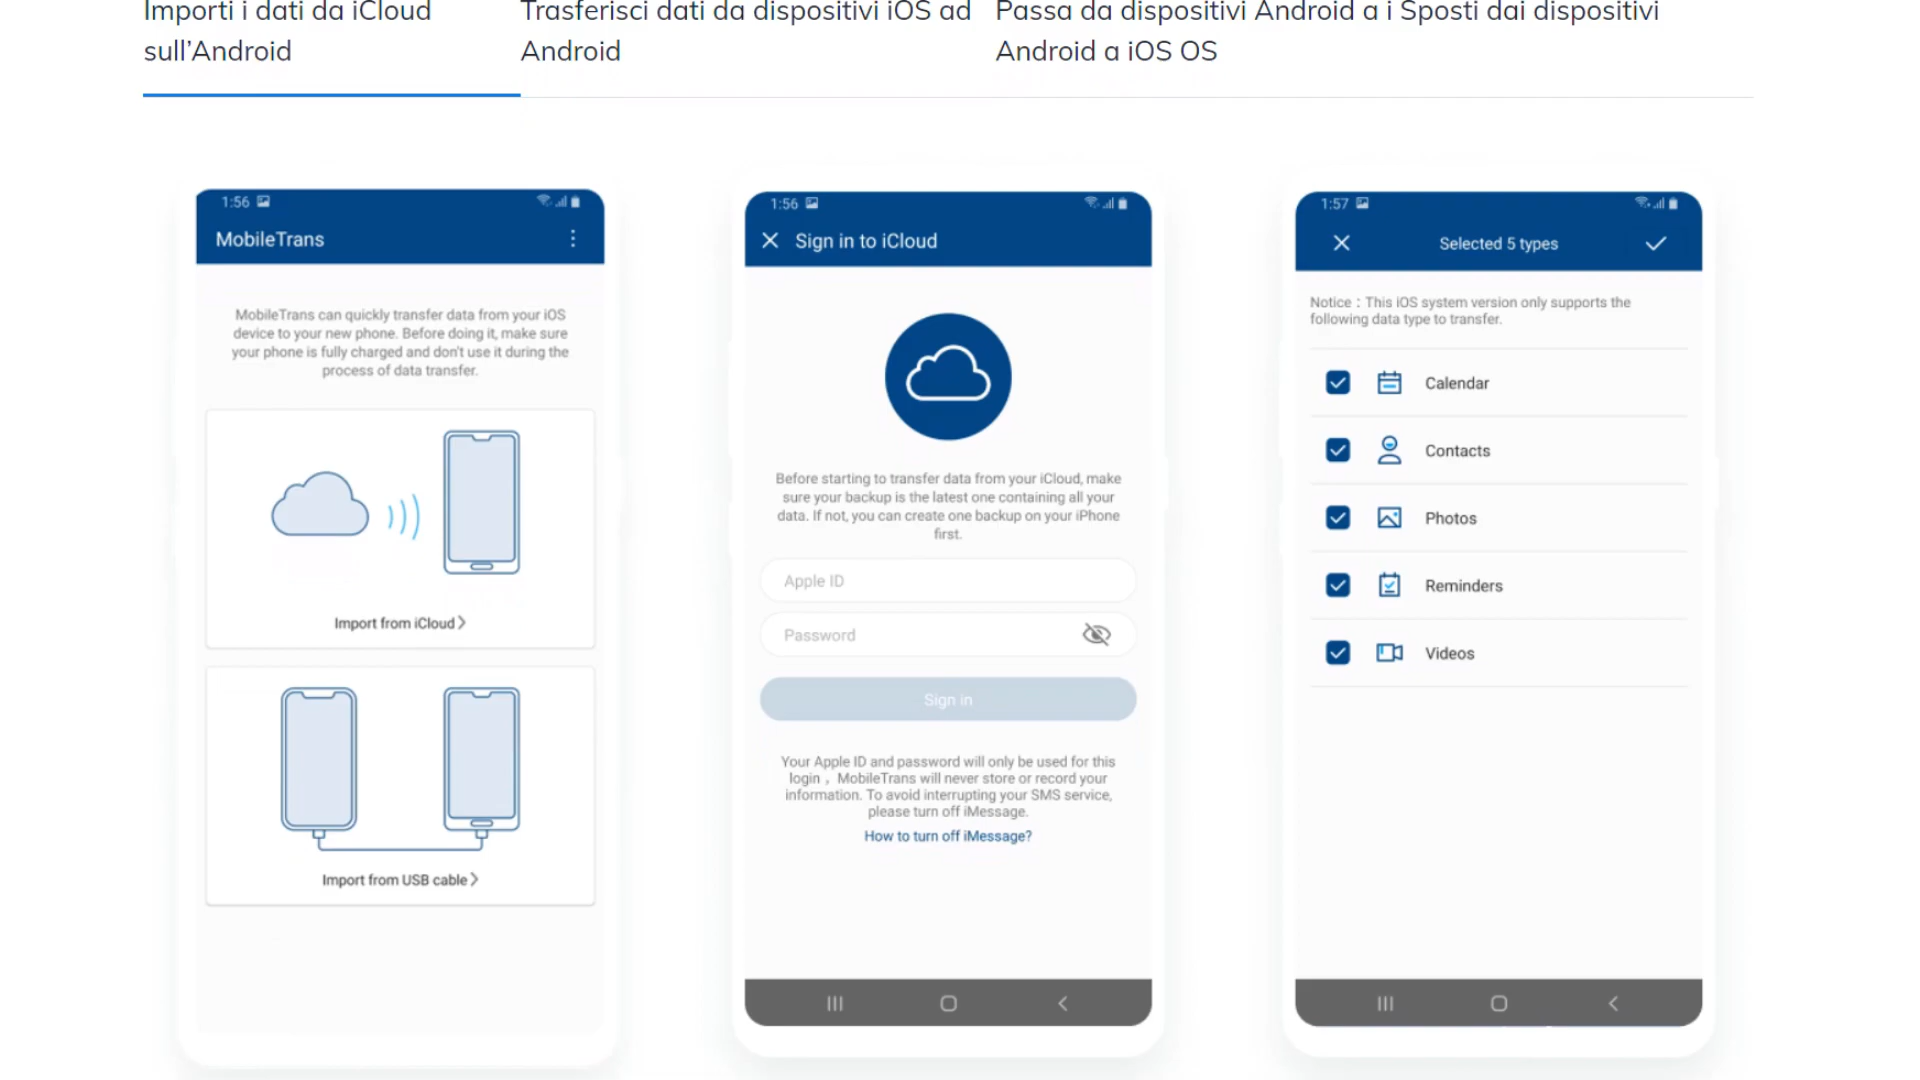 Importi i dati da iCloud
sull'Android
Trasferisci dati da dispositivi iOS ad
Android
Passa da dispositivi Android a i Sposti dai dispositivi
Android a iOS OS
1:56
MobileTrans
MobileTrans can quickly transfer data from your iOS
device to your new phone. Before doing it, make sure
your phone is fully charged and don't use it during the
process of data transfer.
Import from iCloud
Import from USB cable
1:56
Sign in to iCloud
Before starting to transfer data from your iCloud, make
sure your backup is the latest one containing all your
data. If not, you can create one backup on your iPhone
first.
Apple ID
Password
Sign in
Your Apple ID and password will only be used for this
login , MobileTrans will never store or record your
information. To avoid interrupting your SMS service,
please turn off iMessage.
How to turn off iMessage?
1:57
Selected 5 types
Notice : This iOS system version only supports the
following data type to transfer.
Calendar
Contacts
Photos
Reminders
Videos